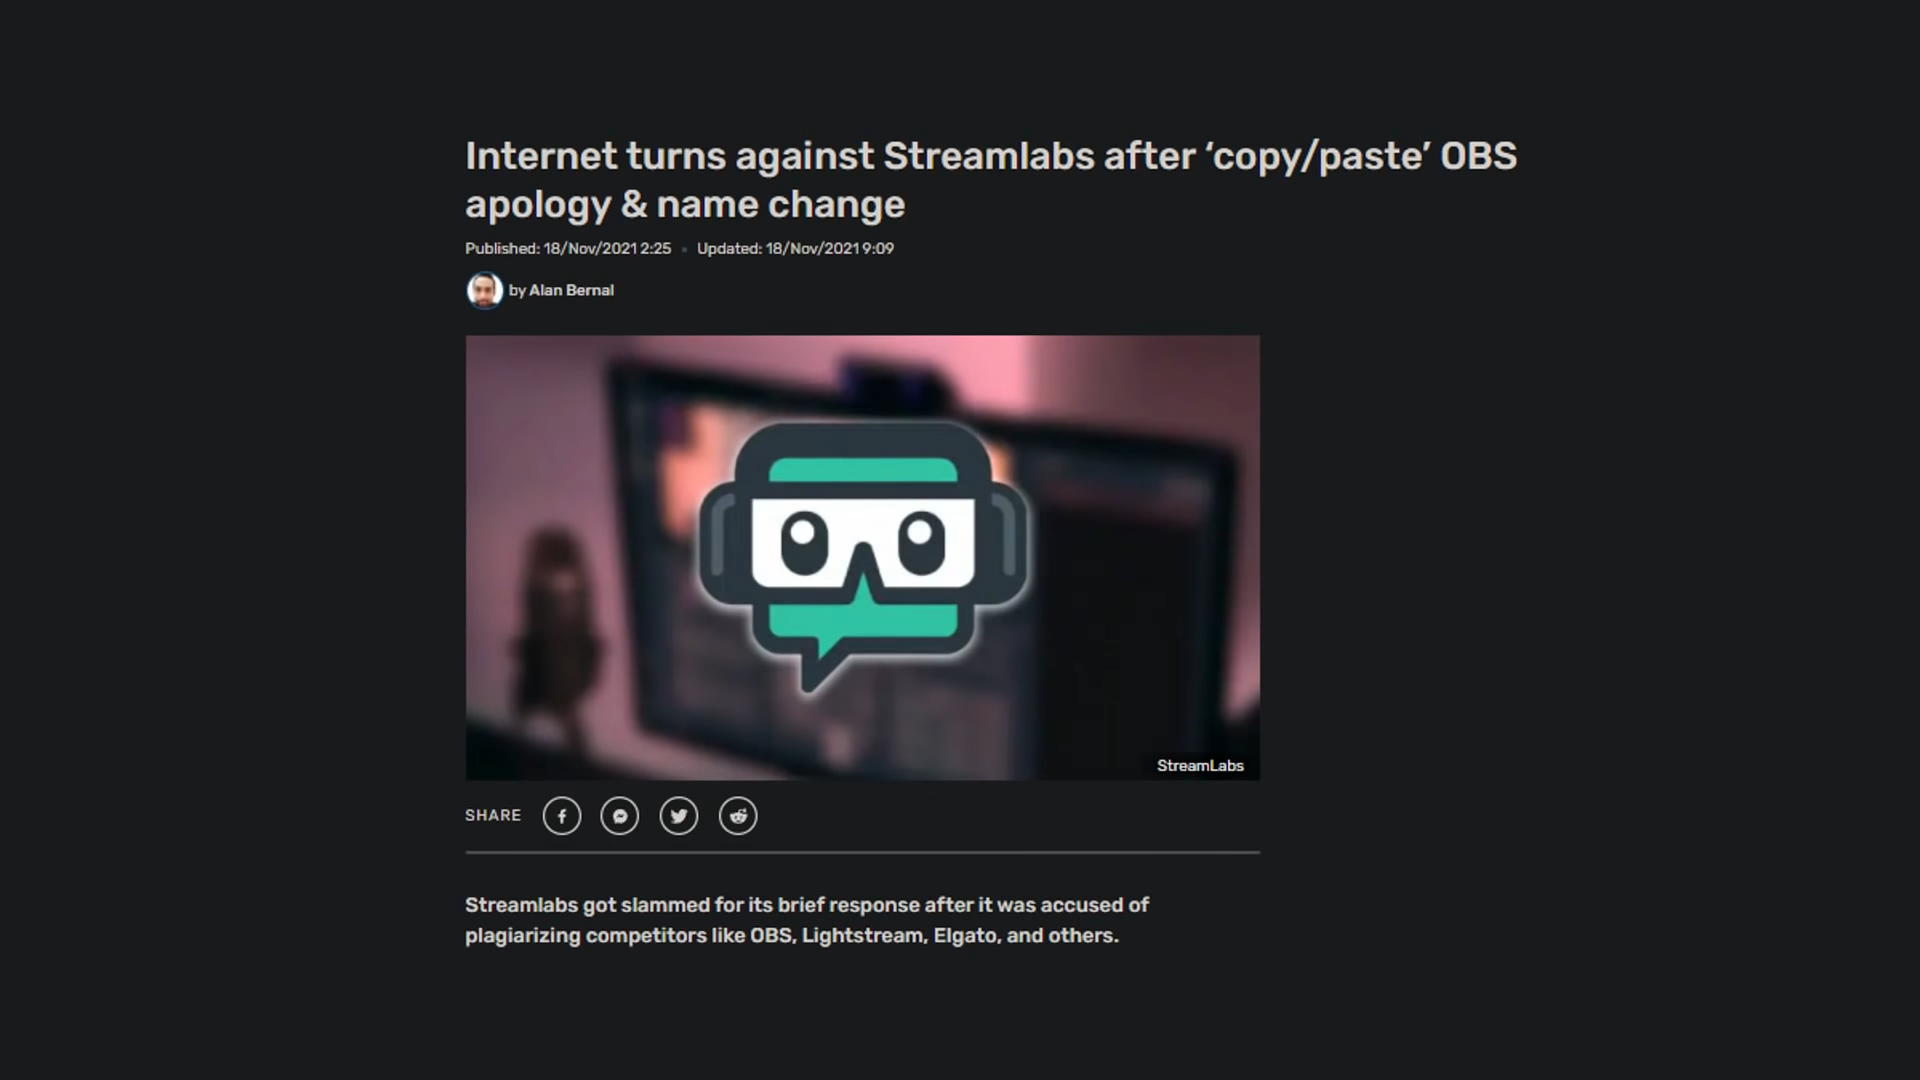 Internet turns against Streamlabs after ‘copy/paste’ OBS
apology & name change
Published: 18/Nov/2021 2:25 • Updated: 18/Nov/2021 9:09
by Alan Bernal
StreamLabs
SHARE
Streamlabs got slammed for its brief response after it was accused of
plagiarizing competitors like OBS, Lightstream, Elgato, and others.